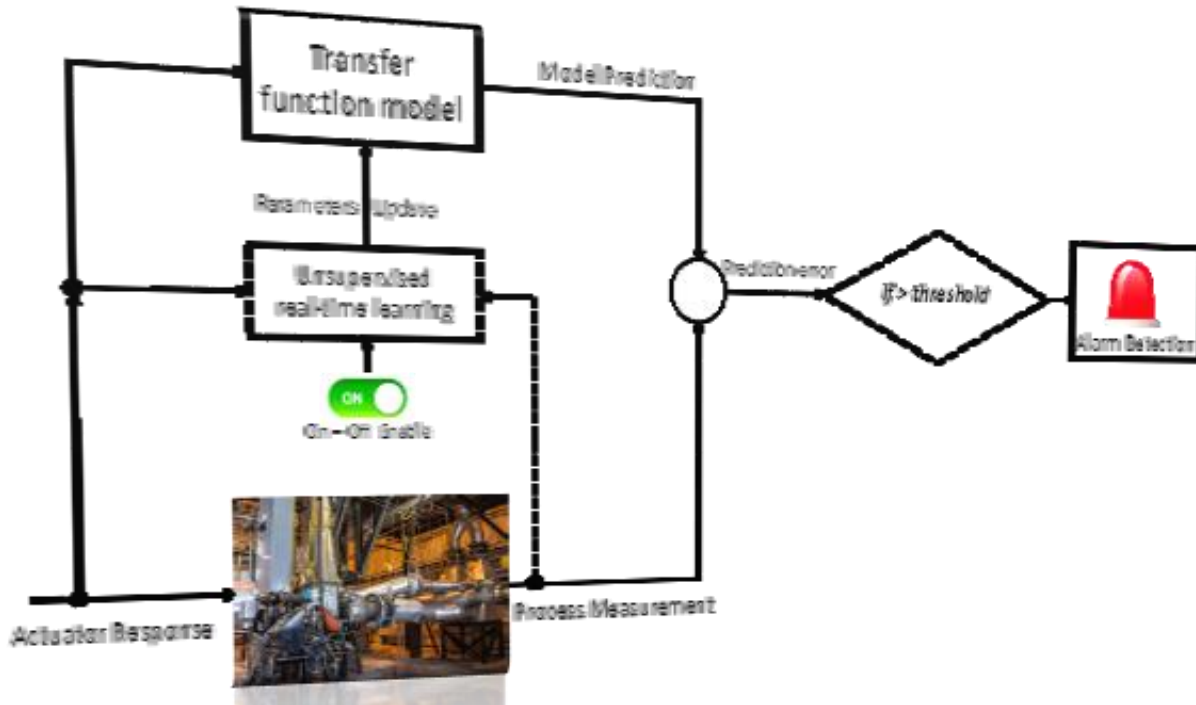 Transfer
function model
Model Prediction
Parameters Update
Unsupervised
real-time learning
Prediction error
If > threshold
Alarm Detection
ON
On-Off Enable
Actuator Response
Process Measurement